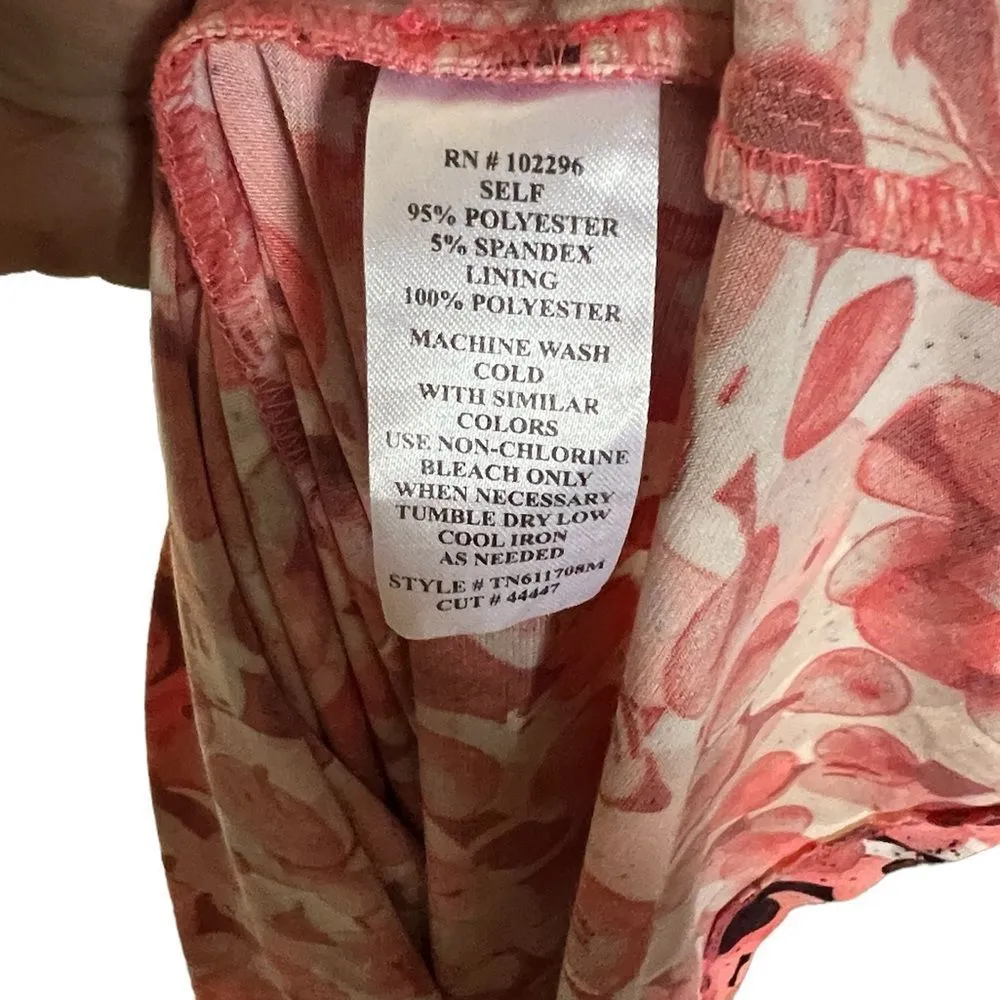 RN # 102296
SELF
95% POLYESTER
5% SPANDEX
LINING
100% POLYESTER
MACHINE WASH
COLD
WITH SIMILAR
COLORS
USE NON-CHLORINE
BLEACH ONLY
WHEN NECESSARY
TUMBLE DRY LOW
COOL IRON
AS NEEDED
STYLE # TN611708M
CUT # 44447